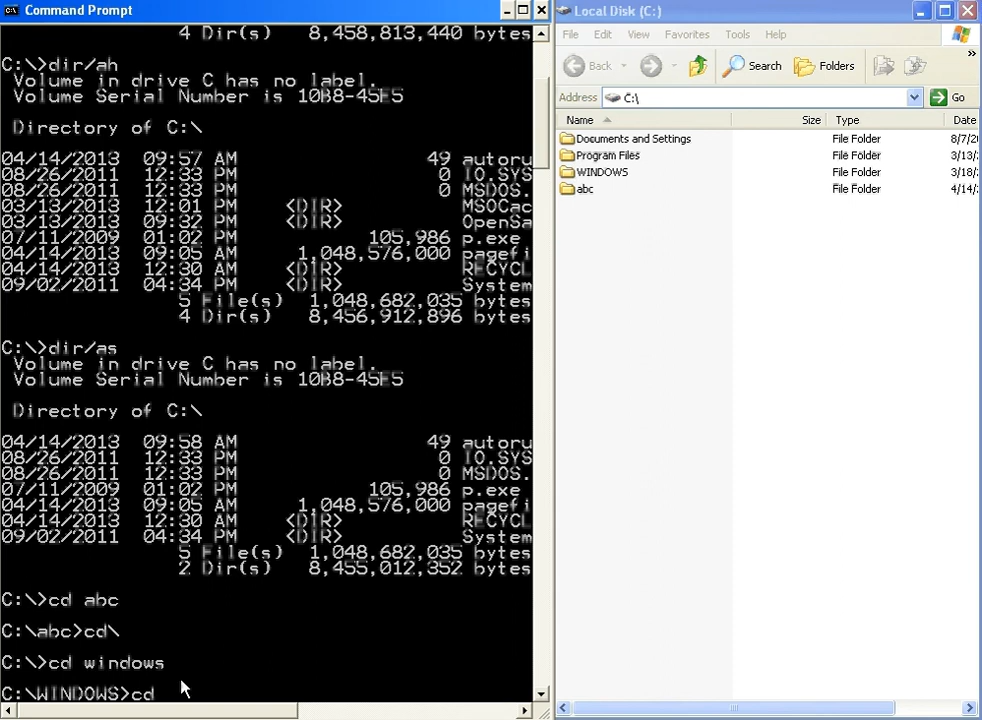 Command Prompt
4 Dir(s) 8,458,813,440 bytes
C:\>dir/ah
Volume in drive C has no label.
Volume Serial Number is 10B8-45E5
Directory of C:\
04/14/2013 09:57 AM 49 autoru
08/26/2011 12:33 PM 0 IO.SYS
08/26/2011 12:33 PM 0 MSDOS.
03/13/2013 12:01 PM <DIR> MSOCac
03/13/2013 09:32 PM <DIR> OpenSa
07/11/2009 01:02 PM 105,986 p.exe
04/14/2013 09:05 AM 1,048,576,000 pagefi
04/14/2013 12:30 AM <DIR> RECYCL
09/02/2011 04:34 PM <DIR> System
5 File(s) 1,048,682,035 bytes
4 Dir(s) 8,456,912,896 bytes
C:\>dir/as
Volume in drive C has no label.
Volume Serial Number is 10B8-45E5
Directory of C:\
04/14/2013 09:58 AM 49 autoru
08/26/2011 12:33 PM 0 IO.SYS
08/26/2011 12:33 PM 0 MSDOS.
07/11/2009 01:02 PM 105,986 p.exe
04/14/2013 09:05 AM 1,048,576,000 pagefi
04/14/2013 12:30 AM <DIR> RECYCL
09/02/2011 04:34 PM <DIR> System
5 File(s) 1,048,682,035 bytes
2 Dir(s) 8,455,012,352 bytes
C:\>cd abc
C:\abc>cd\
C:\>cd windows
C:\WINDOWS>cd
Local Disk (C:)
File Edit View Favorites Tools Help
Back Search Folders »
Address C:\ Go
Name Size Type Date
Documents and Settings File Folder 8/7/2
Program Files File Folder 3/13/
WINDOWS File Folder 3/18/
abc File Folder 4/14/